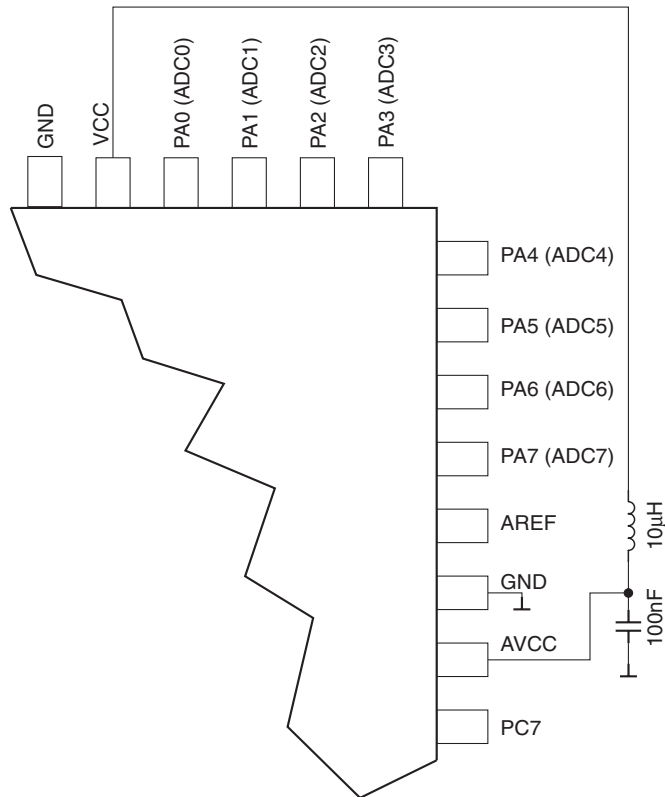 GND
VCC
PA0 (ADC0)
PA1 (ADC1)
PA2 (ADC2)
PA3 (ADC3)
PA4 (ADC4)
PA5 (ADC5)
PA6 (ADC6)
PA7 (ADC7)
AREF
10µH
GND
100nF
AVCC
PC7